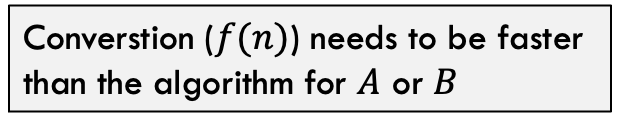 Converstion (f(n)) needs to be faster
than the algorithm for A or B